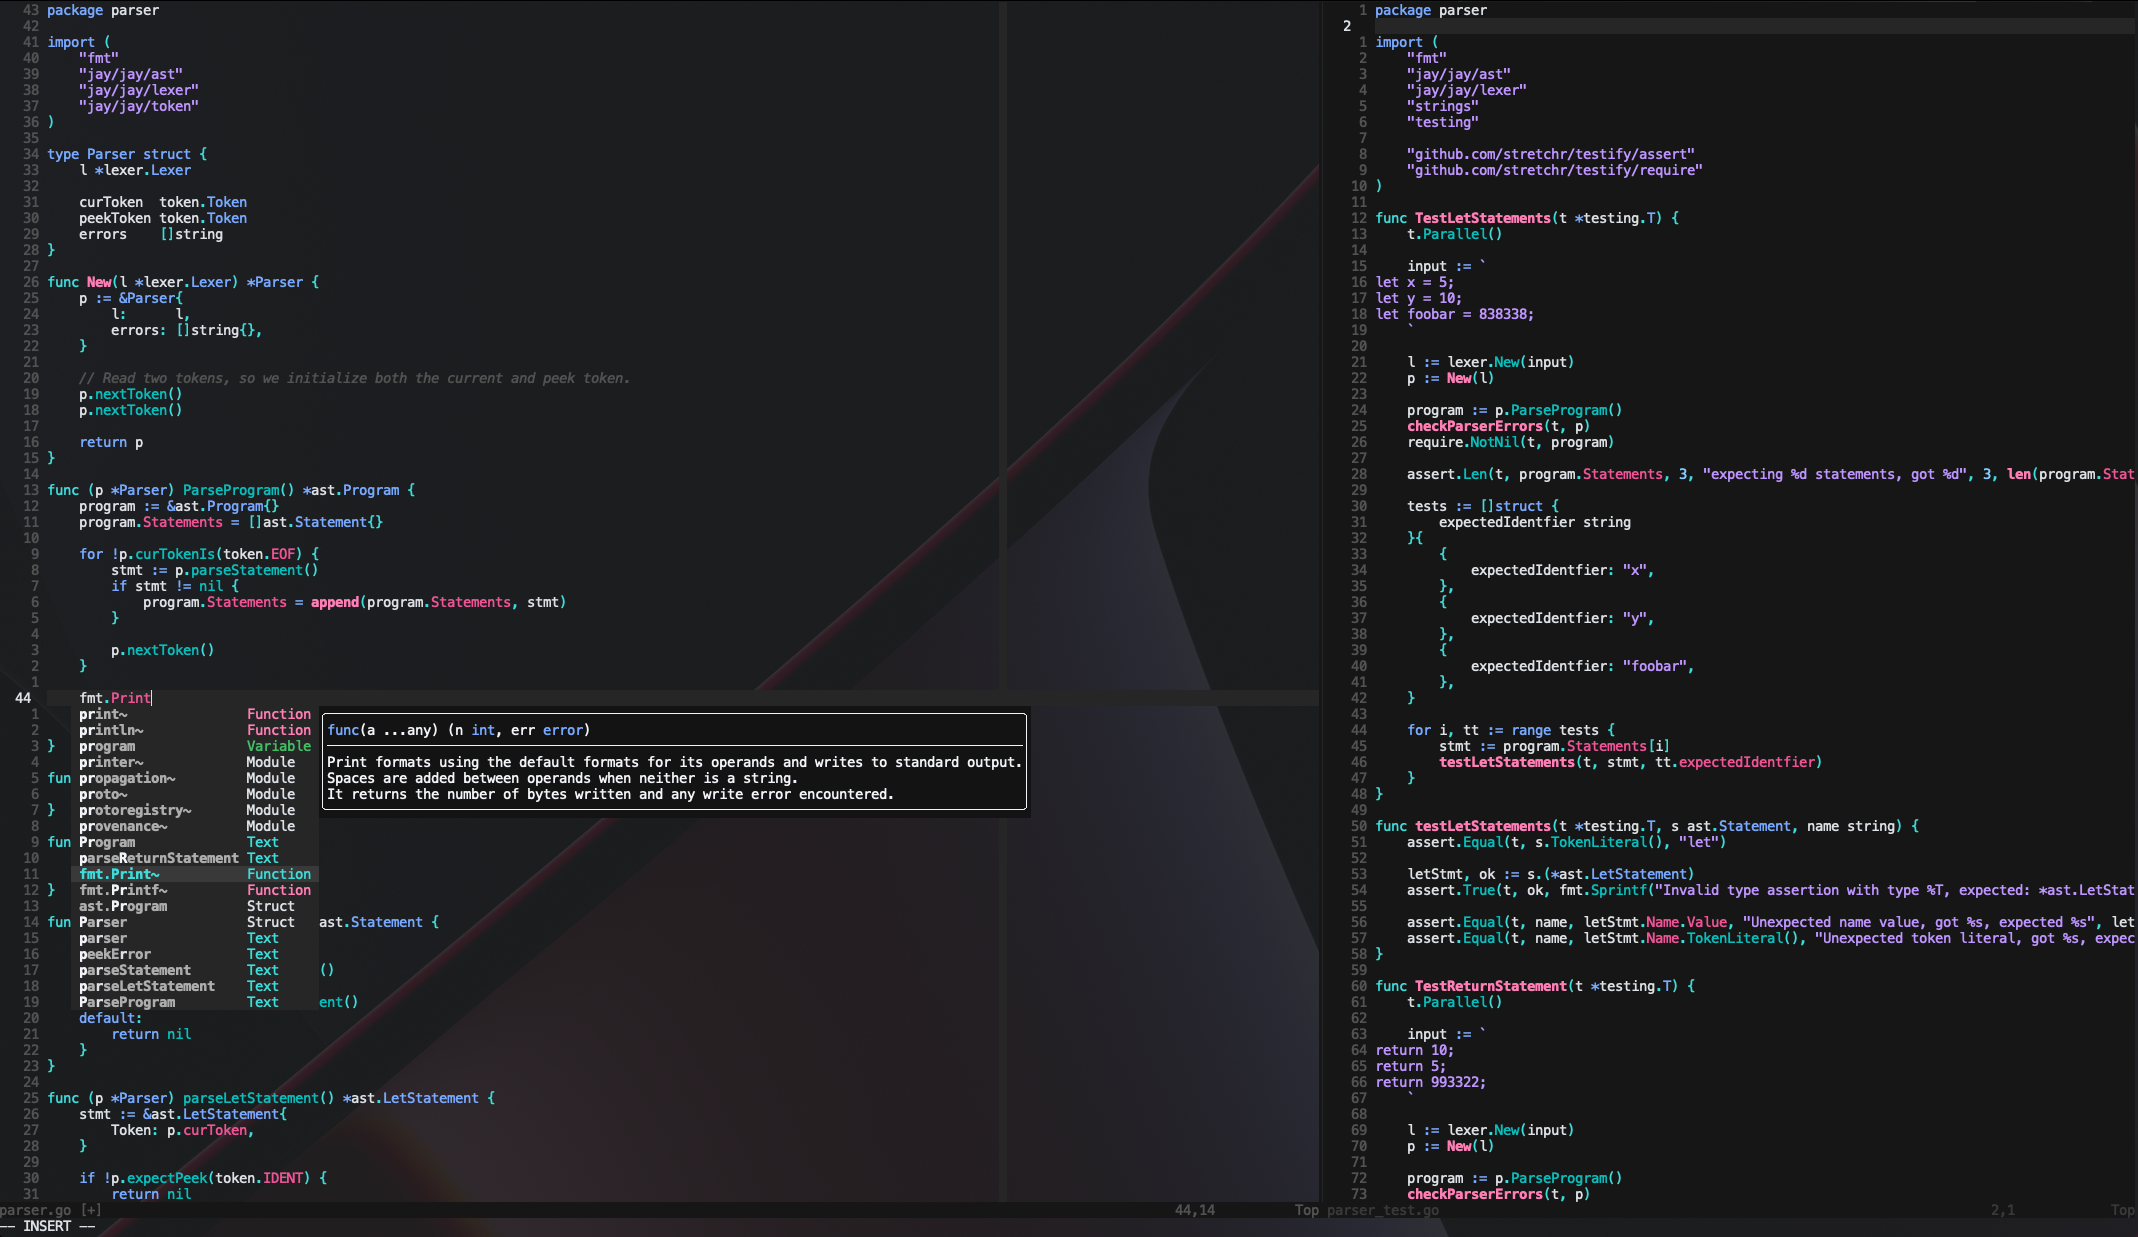 43 package parser
42
41 import (
40     "fmt"
39     "jay/jay/ast"
38     "jay/jay/lexer"
37     "jay/jay/token"
36 )
35
34 type Parser struct {
33     l *lexer.Lexer
32
31     curToken  token.Token
30     peekToken token.Token
29     errors    []string
28 }
27
26 func New(l *lexer.Lexer) *Parser {
25     p := &Parser{
24         l:      l,
23         errors: []string{},
22     }
21
20     // Read two tokens, so we initialize both the current and peek token.
19     p.nextToken()
18     p.nextToken()
17
16     return p
15 }
14
13 func (p *Parser) ParseProgram() *ast.Program {
12     program := &ast.Program{}
11     program.Statements = []ast.Statement{}
10
9     for !p.curTokenIs(token.EOF) {
8         stmt := p.parseStatement()
7         if stmt != nil {
6             program.Statements = append(program.Statements, stmt)
5         }
4
3         p.nextToken()
2     }
1
44     fmt.Print
1     print~ Function
2     println~ Function
3 } program Variable
4     printer~ Module
5 fun propagation~ Module
6     proto~ Module
7 } protoregistry~ Module
8     provenance~ Module
9 fun Program Text
10     parseReturnStatement Text
11     fmt.Print~ Function
12 } fmt.Printf~ Function
13     ast.Program Struct
14 fun Parser Struct ast.Statement {
15     parser Text
16     peekError Text
17     parseStatement Text ()
18     parseLetStatement Text
19     ParseProgram Text ent()
20     default:
21         return nil
22     }
23 }
24
25 func (p *Parser) parseLetStatement() *ast.LetStatement {
26     stmt := &ast.LetStatement{
27         Token: p.curToken,
28     }
29
30     if !p.expectPeek(token.IDENT) {
31         return nil
func(a ...any) (n int, err error)
Print formats using the default formats for its operands and writes to standard output.
Spaces are added between operands when neither is a string.
It returns the number of bytes written and any write error encountered.
parser.go [+] 44,14 Top
-- INSERT --
1 package parser
2
1 import (
2     "fmt"
3     "jay/jay/ast"
4     "jay/jay/lexer"
5     "strings"
6     "testing"
7
8     "github.com/stretchr/testify/assert"
9     "github.com/stretchr/testify/require"
10 )
11
12 func TestLetStatements(t *testing.T) {
13     t.Parallel()
14
15     input := `
16 let x = 5;
17 let y = 10;
18 let foobar = 838338;
19     `
20
21     l := lexer.New(input)
22     p := New(l)
23
24     program := p.ParseProgram()
25     checkParserErrors(t, p)
26     require.NotNil(t, program)
27
28     assert.Len(t, program.Statements, 3, "expecting %d statements, got %d", 3, len(program.Stat
29
30     tests := []struct {
31         expectedIdentfier string
32     }{
33         {
34             expectedIdentfier: "x",
35         },
36         {
37             expectedIdentfier: "y",
38         },
39         {
40             expectedIdentfier: "foobar",
41         },
42     }
43
44     for i, tt := range tests {
45         stmt := program.Statements[i]
46         testLetStatements(t, stmt, tt.expectedIdentfier)
47     }
48 }
49
50 func testLetStatements(t *testing.T, s ast.Statement, name string) {
51     assert.Equal(t, s.TokenLiteral(), "let")
52
53     letStmt, ok := s.(*ast.LetStatement)
54     assert.True(t, ok, fmt.Sprintf("Invalid type assertion with type %T, expected: *ast.LetStat
55
56     assert.Equal(t, name, letStmt.Name.Value, "Unexpected name value, got %s, expected %s", let
57     assert.Equal(t, name, letStmt.Name.TokenLiteral(), "Unexpected token literal, got %s, expec
58 }
59
60 func TestReturnStatement(t *testing.T) {
61     t.Parallel()
62
63     input := `
64 return 10;
65 return 5;
66 return 993322;
67     `
68
69     l := lexer.New(input)
70     p := New(l)
71
72     program := p.ParseProgram()
73     checkParserErrors(t, p)
parser_test.go 2,1 Top